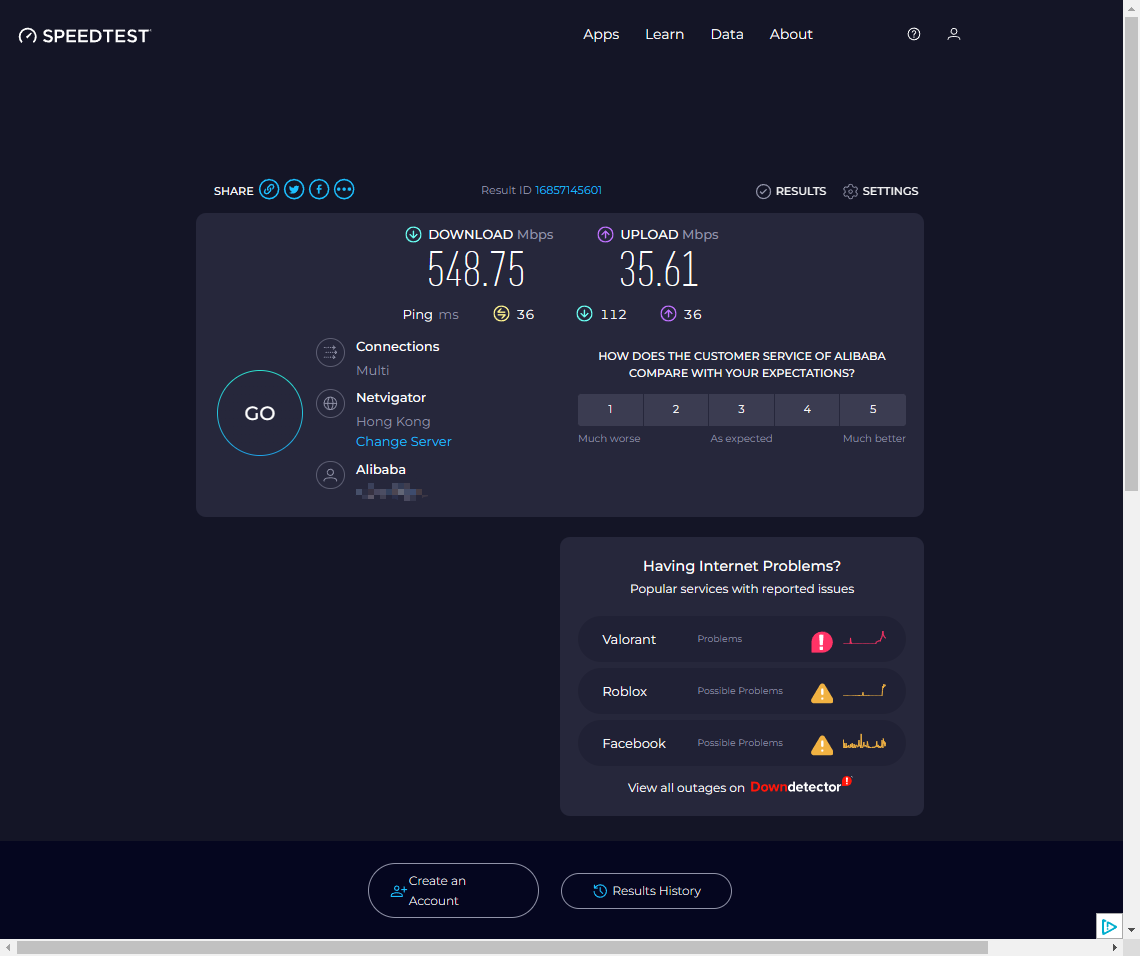 SPEEDTEST
Apps Learn Data About
SHARE
Result ID 16857145601
RESULTS SETTINGS
DOWNLOAD Mbps
548.75
UPLOAD Mbps
35.61
Ping ms 36 112 36
Connections
Multi
Netvigator
Hong Kong
Change Server
Alibaba
GO
HOW DOES THE CUSTOMER SERVICE OF ALIBABA
COMPARE WITH YOUR EXPECTATIONS?
1 2 3 4 5
Much worse As expected Much better
Having Internet Problems?
Popular services with reported issues
Valorant Problems
Roblox Possible Problems
Facebook Possible Problems
View all outages on Downdetector
Create an
Account
Results History